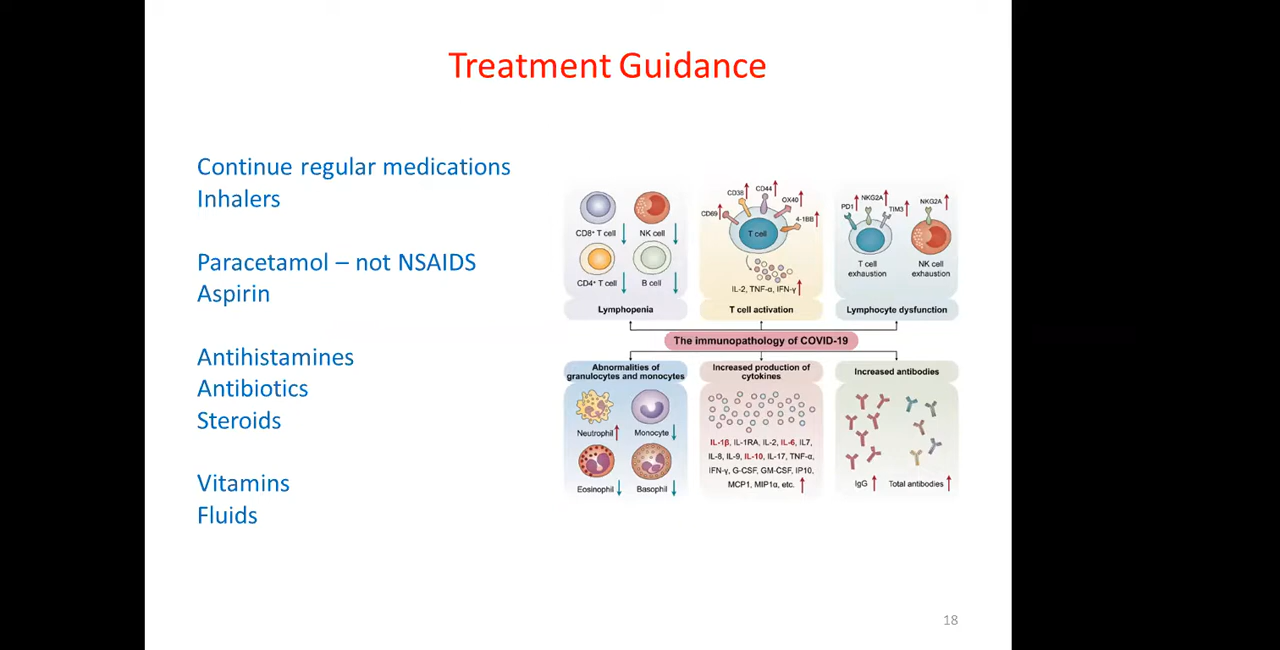 Treatment Guidance
Continue regular medications
Inhalers
Paracetamol – not NSAIDS
Aspirin
Antihistamines
Antibiotics
Steroids
Vitamins
Fluids
CD8⁺ T cell
NK cell
CD4⁺ T cell
B cell
Lymphopenia
CD69
CD38
CD44
OX40
4-1BB
T cell
IL-2, TNF-α, IFN-γ
T cell activation
PD1
NKG2A
TIM3
T cell
exhaustion
NKG2A
NK cell
exhaustion
Lymphocyte dysfunction
The immunopathology of COVID-19
Abnormalities of
granulocytes and monocytes
Neutrophil
Monocyte
Eosinophil
Basophil
Increased production of
cytokines
IL-1β, IL-1RA, IL-2, IL-6, IL7,
IL-8, IL-9, IL-10, IL-17, TNF-α,
IFN-γ, G-CSF, GM-CSF, IP10,
MCP1, MIP1α, etc.
Increased antibodies
IgG
Total antibodies
18